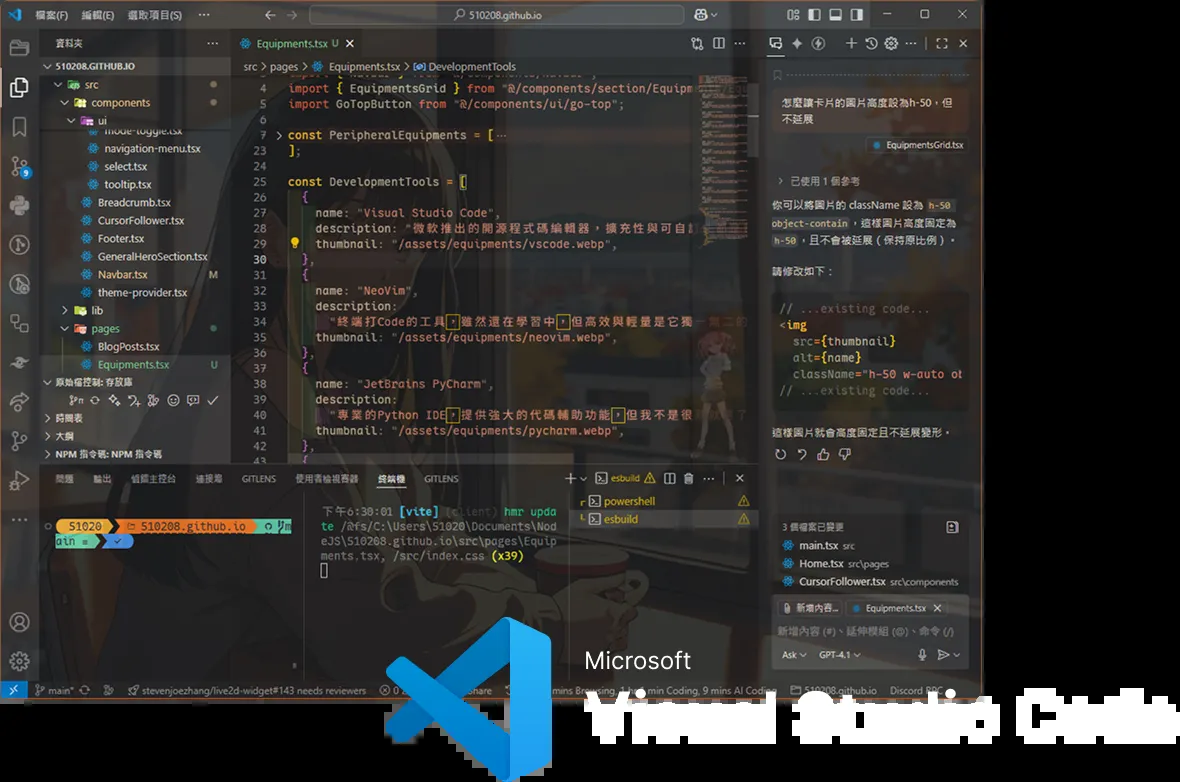 檔案(F) 編輯(E) 選取項目(S) ··· 510208.github.io
資料夾
510208.GITHUB.IO
src
components
ui
mode-toggle.tsx
navigation-menu.tsx
select.tsx
tooltip.tsx
Breadcrumb.tsx
CursorFollower.tsx
Footer.tsx
GeneralHeroSection.tsx
Navbar.tsx M
theme-provider.tsx
lib
pages
BlogPosts.tsx
Equipments.tsx U
原始檔控制: 存放庫
時間表
大綱
NPM 指令碼: NPM 指令碼
9
Equipments.tsx U
src > pages > Equipments.tsx > DevelopmentTools
4 import { EquipmentsGrid } from "@/components/section/Equipm
5 import GoTopButton from "@/components/ui/go-top";
6
7 const PeripheralEquipments = [ ···
23 ];
24
25 const DevelopmentTools = [
26 {
27 name: "Visual Studio Code",
28 description: "微軟推出的開源程式碼編輯器，擴充性與可自訂
29 thumbnail: "/assets/equipments/vscode.webp",
30 },
31 {
32 name: "NeoVim",
33 description:
34 "終端打Code的工具，雖然還在學習中，但高效與輕量是它獨一無二的
35 thumbnail: "/assets/equipments/neovim.webp",
36 },
37 {
38 name: "JetBrains PyCharm",
39 description:
40 "專業的Python IDE，提供強大的代碼輔助功能，但我不是很
41 thumbnail: "/assets/equipments/pycharm.webp",
42 },
43 {
問題 輸出 偵錯主控台 連接埠 GITLENS 使用者檢視容器 終端機 GITLENS
esbuild
powershell
esbuild
51020 510208.github.io m
ain
下午6:30:01 [vite] (client) hmr upda
te /@fs/C:\Users\51020\Documents\Nod
eJS\510208.github.io\src\pages\Equip
ments.tsx, /src/index.css (x39)
怎麼讓卡片的圖片高度設為h-50，但
不延展
EquipmentsGrid.tsx
已使用 1 個參考
你可以將圖片的 className 設為 h-50
object-contain，這樣圖片高度固定為
h-50，且不會被延展（保持原比例）。
請修改如下：
// ...existing code...
<img
src={thumbnail}
alt={name}
className="h-50 w-auto ob
// ...existing code...
這樣圖片就會高度固定且不延展變形。
3 個檔案已變更
main.tsx src
Home.tsx src\pages
CursorFollower.tsx src\components
新增內容... Equipments.tsx
新增內容 (#)、延伸模組 (@)、命令 (/)
Ask GPT-4.1
main* stevenjoezhang/live2d-widget#143 needs reviewers 0 mins Browsing, min Coding, 9 mins AI Coding 510208.github.io Discord RPC
Microsoft
Visual Studio Code